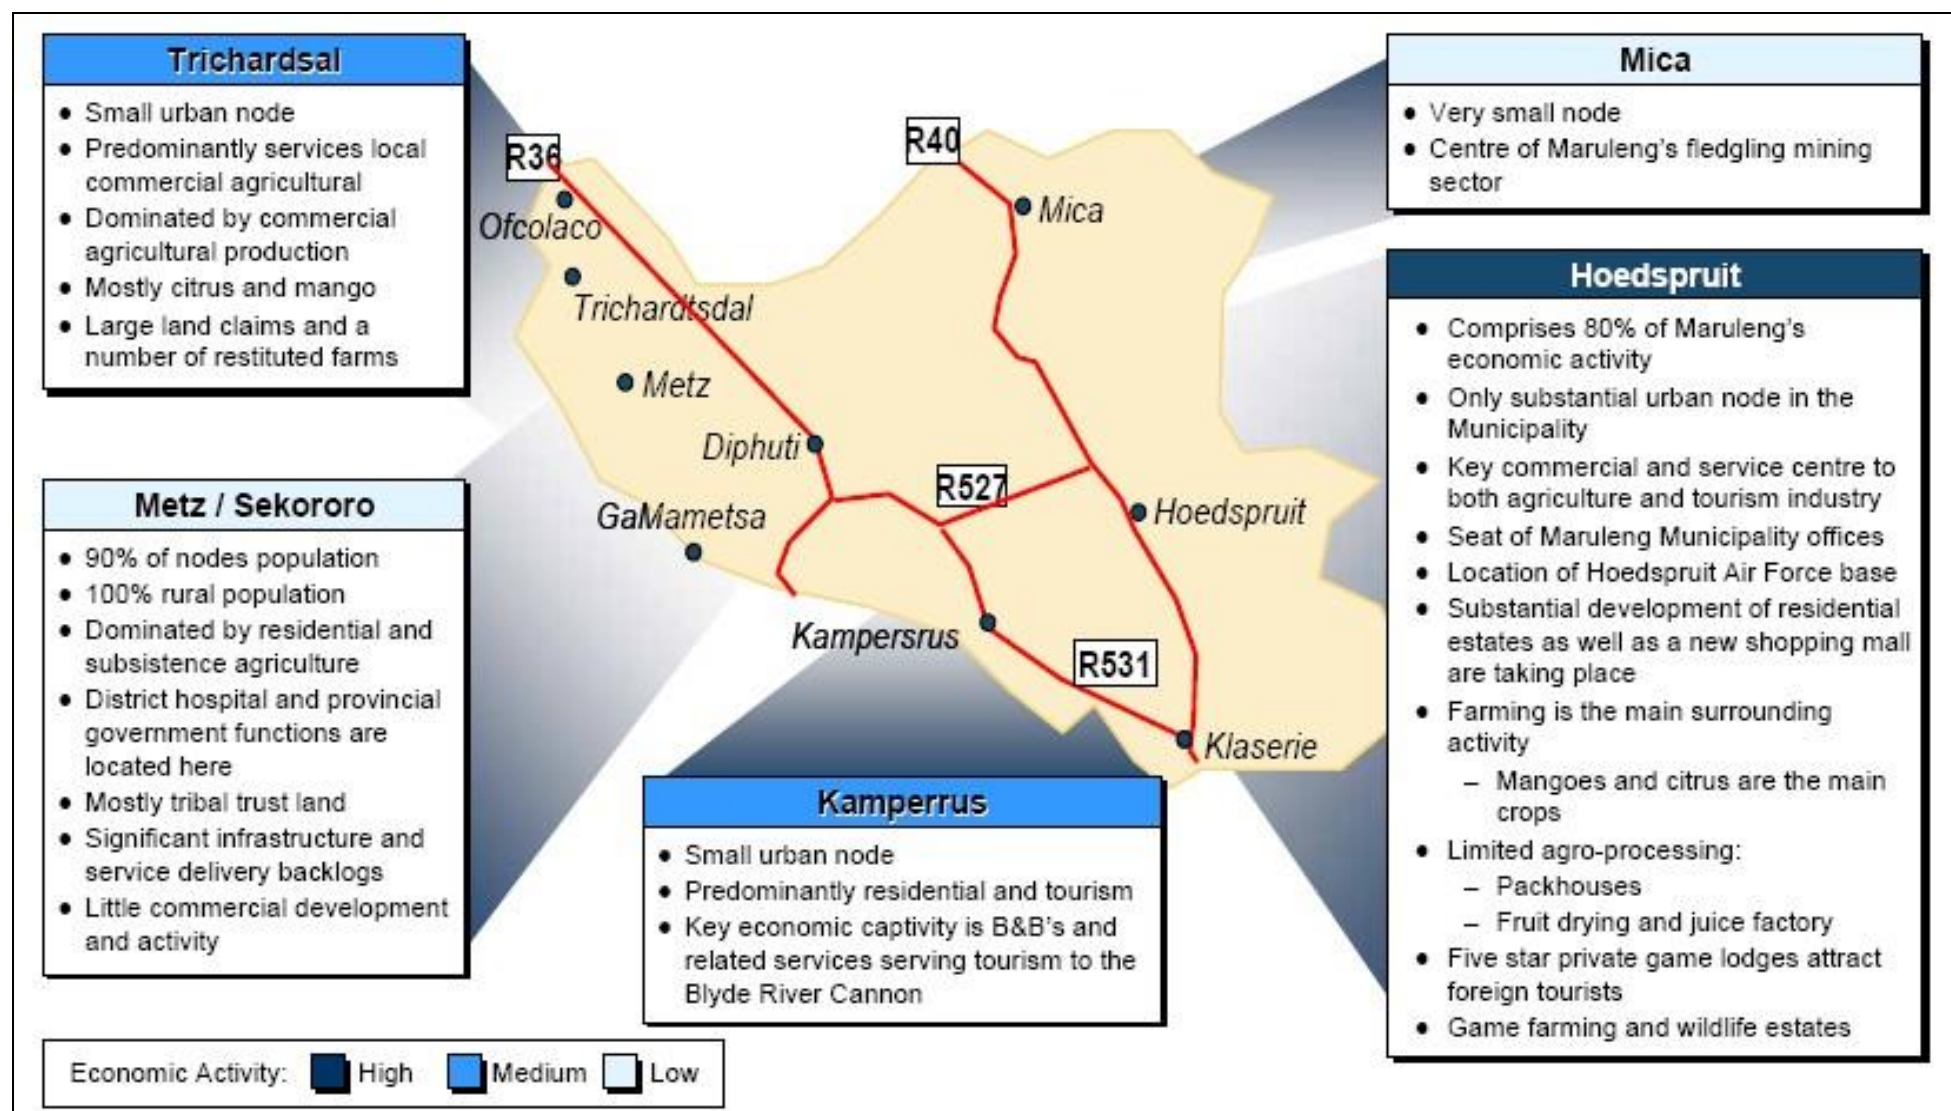 Trichardsal
● Small urban node
● Predominantly services local
commercial agricultural
● Dominated by commercial
agricultural production
● Mostly citrus and mango
● Large land claims and a
number of restituted farms
Metz / Sekororo
● 90% of nodes population
● 100% rural population
● Dominated by residential and
subsistence agriculture
● District hospital and provincial
government functions are
located here
● Mostly tribal trust land
● Significant infrastructure and
service delivery backlogs
● Little commercial development
and activity
R36
Ofcolaco
Trichardtsdal
Metz
Diphuti
GaMametsa
R40
Mica
R527
Hoedspruit
Kampersrus
R531
Klaserie
Kamperrus
● Small urban node
● Predominantly residential and tourism
● Key economic captivity is B&B's and
related services serving tourism to the
Blyde River Cannon
Mica
● Very small node
● Centre of Maruleng's fledgling mining
sector
Hoedspruit
● Comprises 80% of Maruleng's
economic activity
● Only substantial urban node in the
Municipality
● Key commercial and service centre to
both agriculture and tourism industry
● Seat of Maruleng Municipality offices
● Location of Hoedspruit Air Force base
● Substantial development of residential
estates as well as a new shopping mall
are taking place
● Farming is the main surrounding
activity
– Mangoes and citrus are the main
crops
● Limited agro-processing:
– Packhouses
– Fruit drying and juice factory
● Five star private game lodges attract
foreign tourists
● Game farming and wildlife estates
Economic Activity: High Medium Low